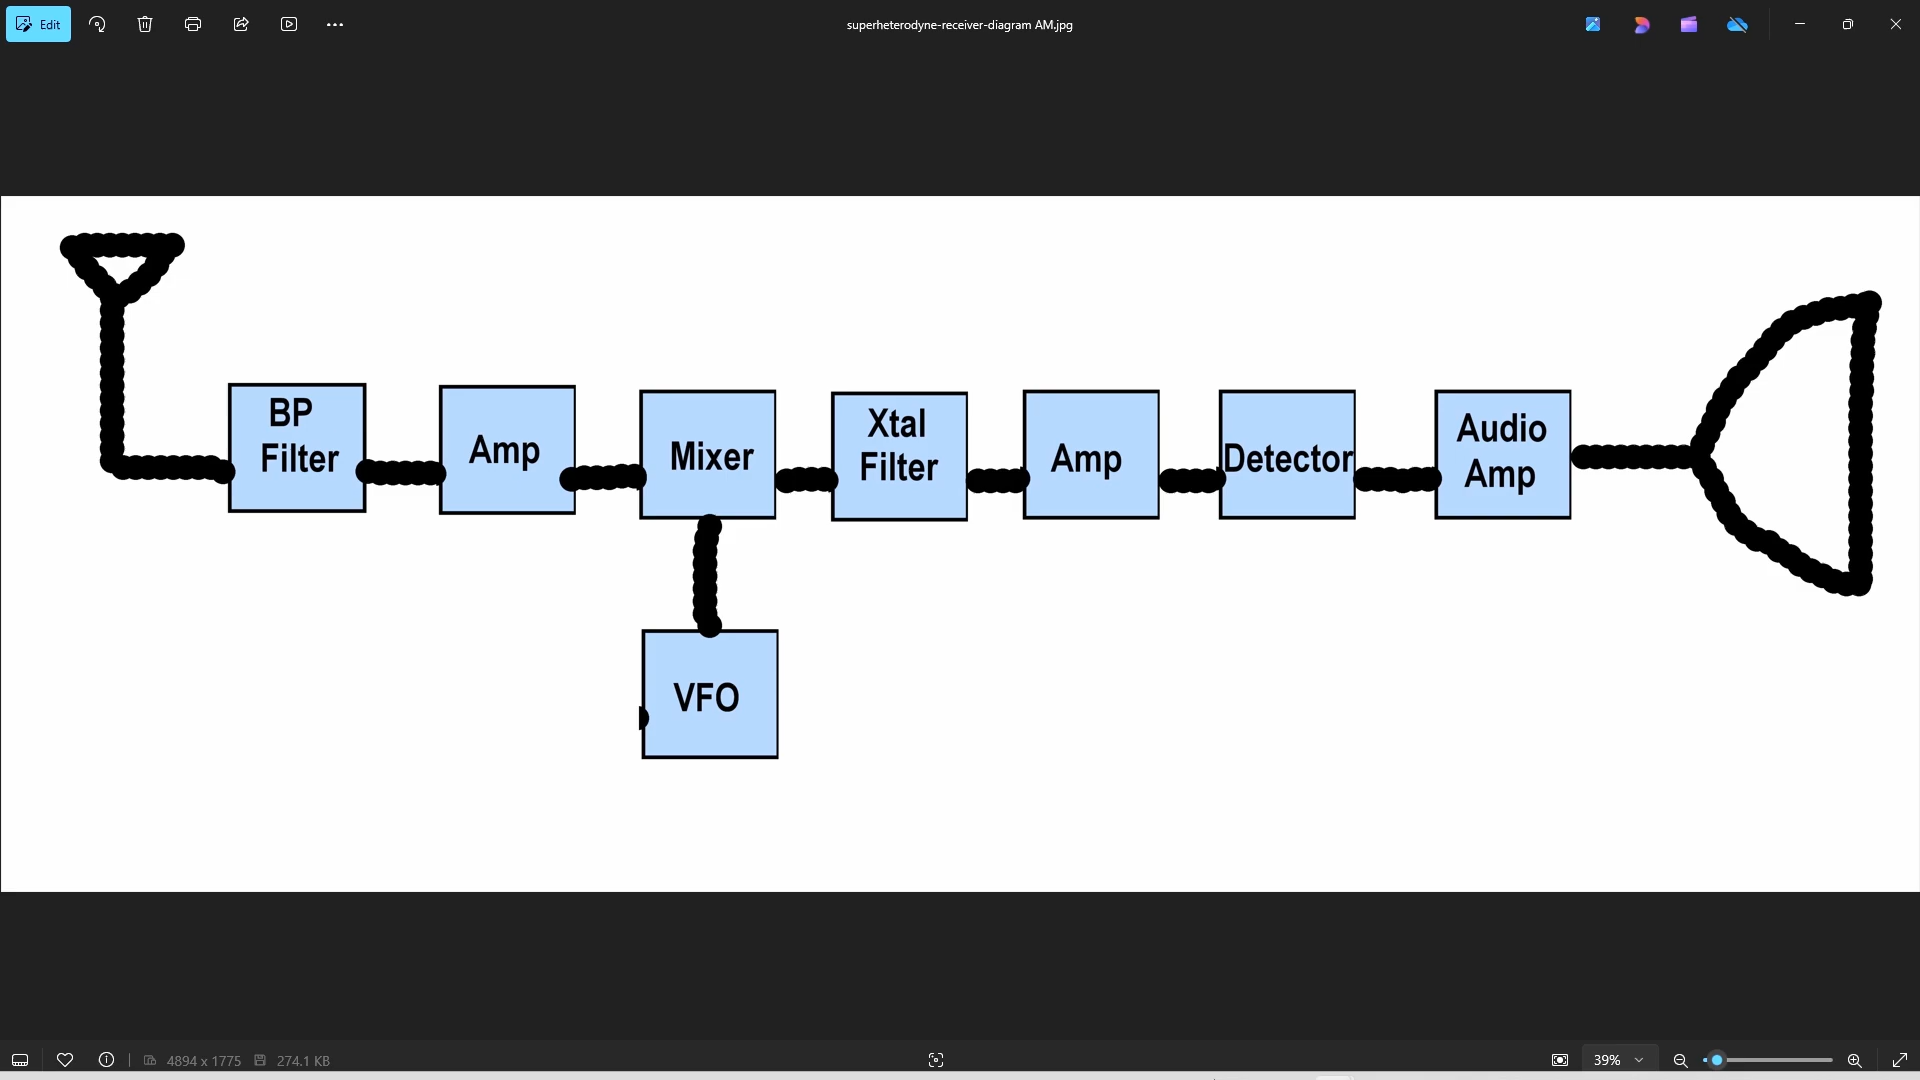 Edit
superheterodyne-receiver-diagram AM.jpg
BP
Filter
Amp
Mixer
Xtal
Filter
Amp
Detector
Audio
Amp
VFO
4894 x 1775
274.1 KB
39%